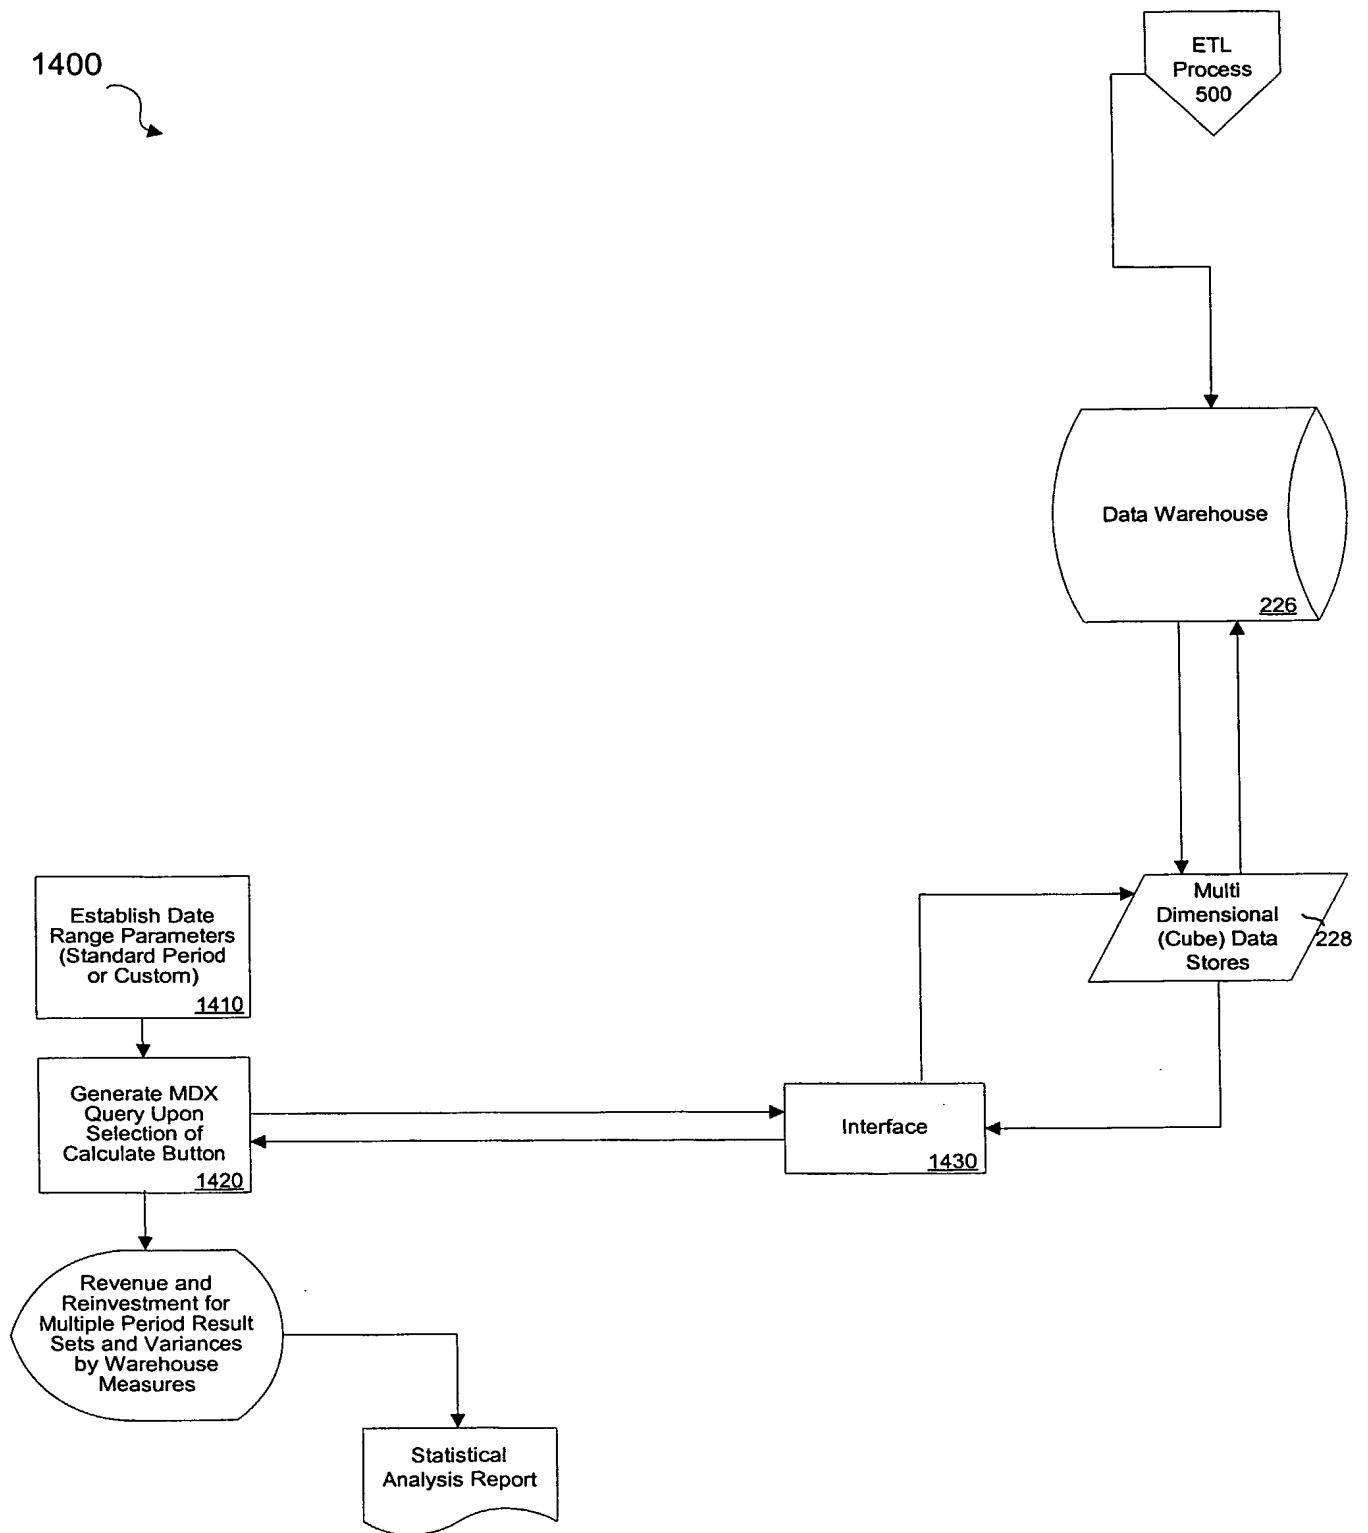 1400
ETL
Process
500
Data Warehouse
226
Multi
Dimensional
(Cube) Data
Stores
228
Establish Date
Range Parameters
(Standard Period
or Custom)
1410
Generate MDX
Query Upon
Selection of
Calculate Button
1420
Interface
1430
Revenue and
Reinvestment for
Multiple Period Result
Sets and Variances
by Warehouse
Measures
Statistical
Analysis Report